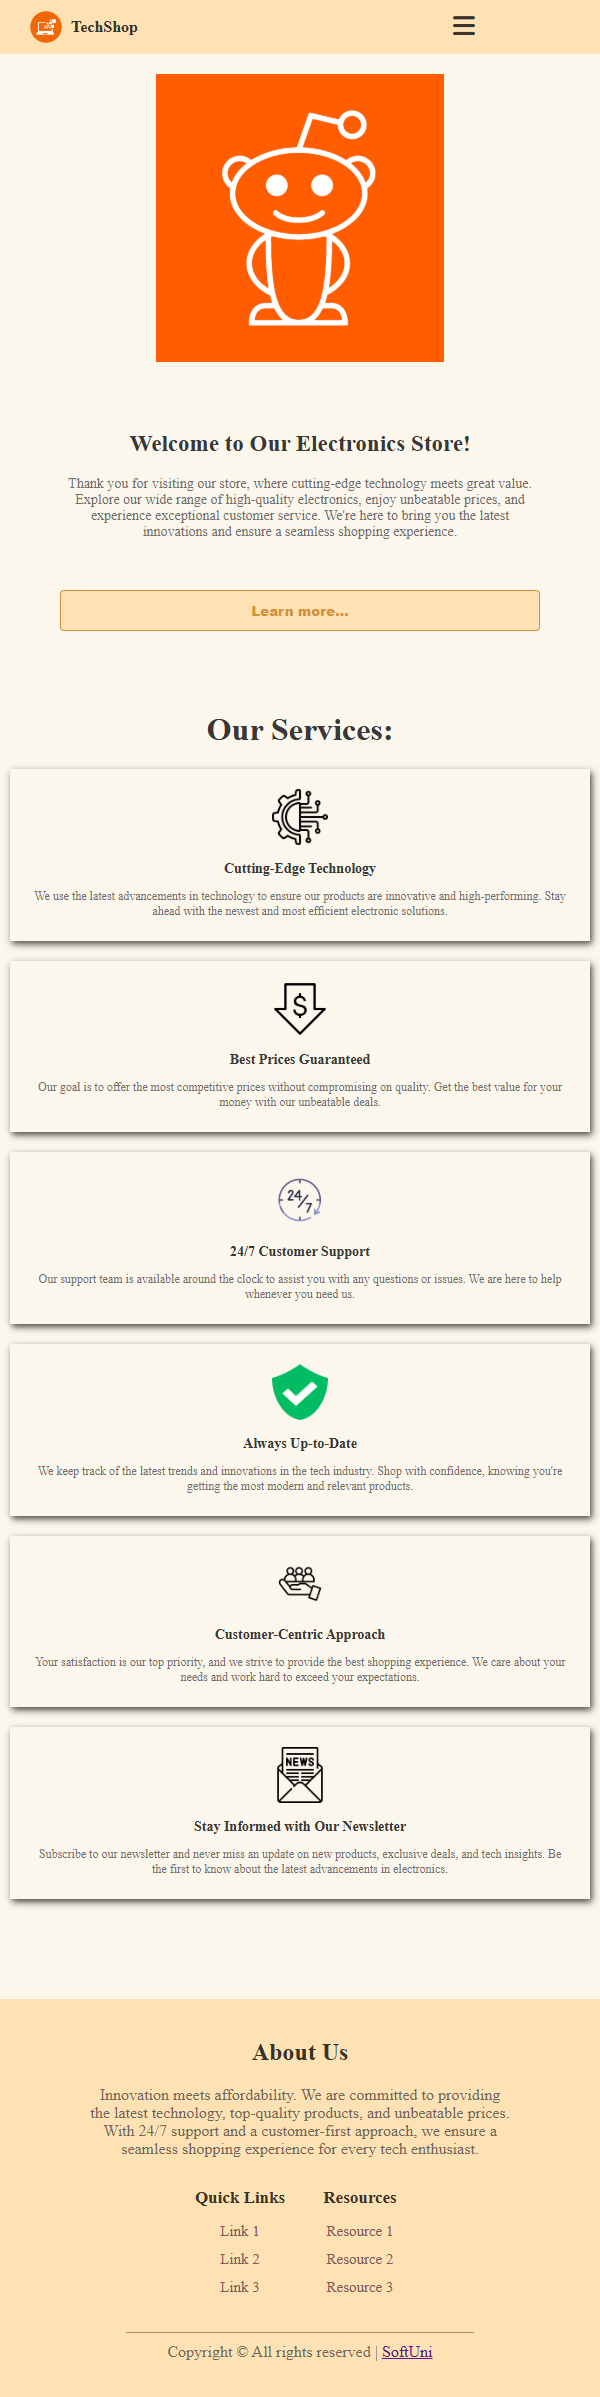 TechShop
Welcome to Our Electronics Store!
Thank you for visiting our store, where cutting-edge technology meets great value.
Explore our wide range of high-quality electronics, enjoy unbeatable prices, and
experience exceptional customer service. We're here to bring you the latest
innovations and ensure a seamless shopping experience.
Learn more...
Our Services:
Cutting-Edge Technology
We use the latest advancements in technology to ensure our products are innovative and high-performing. Stay
ahead with the newest and most efficient electronic solutions.
$
Best Prices Guaranteed
Our goal is to offer the most competitive prices without compromising on quality. Get the best value for your
money with our unbeatable deals.
24/7
24/7 Customer Support
Our support team is available around the clock to assist you with any questions or issues. We are here to help
whenever you need us.
Always Up-to-Date
We keep track of the latest trends and innovations in the tech industry. Shop with confidence, knowing you're
getting the most modern and relevant products.
Customer-Centric Approach
Your satisfaction is our top priority, and we strive to provide the best shopping experience. We care about your
needs and work hard to exceed your expectations.
NEWS
Stay Informed with Our Newsletter
Subscribe to our newsletter and never miss an update on new products, exclusive deals, and tech insights. Be
the first to know about the latest advancements in electronics.
About Us
Innovation meets affordability. We are committed to providing
the latest technology, top-quality products, and unbeatable prices.
With 24/7 support and a customer-first approach, we ensure a
seamless shopping experience for every tech enthusiast.
Quick Links
Link 1
Link 2
Link 3
Resources
Resource 1
Resource 2
Resource 3
Copyright © All rights reserved | SoftUni